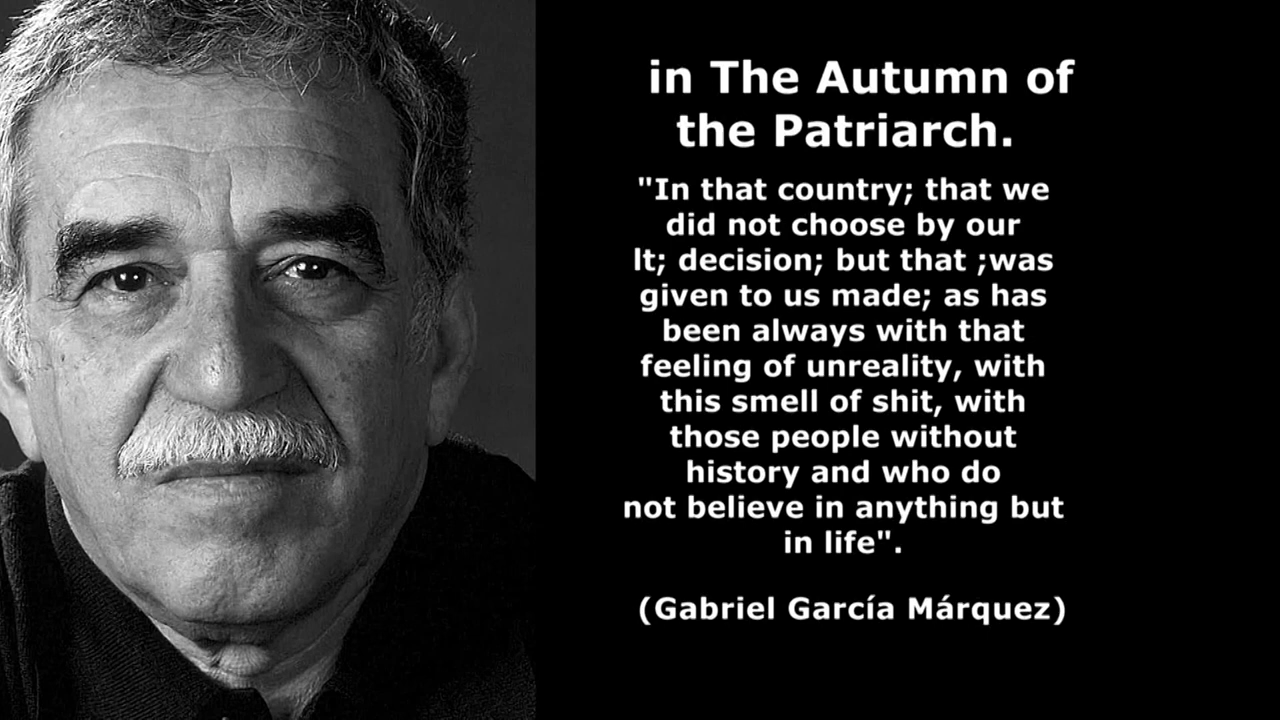 in The Autumn of
the Patriarch.
"In that country; that we
did not choose by our
lt; decision; but that ;was
given to us made; as has
been always with that
feeling of unreality, with
this smell of shit, with
those people without
history and who do
not believe in anything but
in life".
(Gabriel García Márquez)